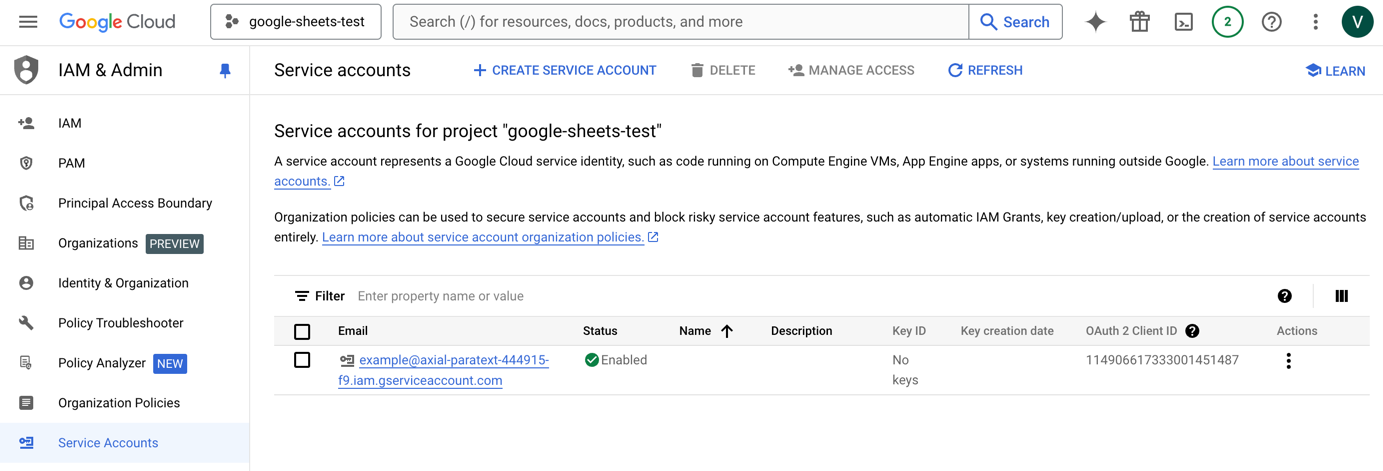 Google Cloud
google-sheets-test
Search (/) for resources, docs, products, and more
Search
2
V
IAM & Admin
Service accounts
CREATE SERVICE ACCOUNT
DELETE
MANAGE ACCESS
REFRESH
LEARN
IAM
PAM
Principal Access Boundary
Organizations PREVIEW
Identity & Organization
Policy Troubleshooter
Policy Analyzer NEW
Organization Policies
Service Accounts
Service accounts for project "google-sheets-test"
A service account represents a Google Cloud service identity, such as code running on Compute Engine VMs, App Engine apps, or systems running outside Google. Learn more about service
accounts.
Organization policies can be used to secure service accounts and block risky service account features, such as automatic IAM Grants, key creation/upload, or the creation of service accounts
entirely. Learn more about service account organization policies.
Filter Enter property name or value
Email Status Name Description Key ID Key creation date OAuth 2 Client ID Actions
example@axial-paratext-444915- Enabled No 114906617333001451487
f9.iam.gserviceaccount.com keys